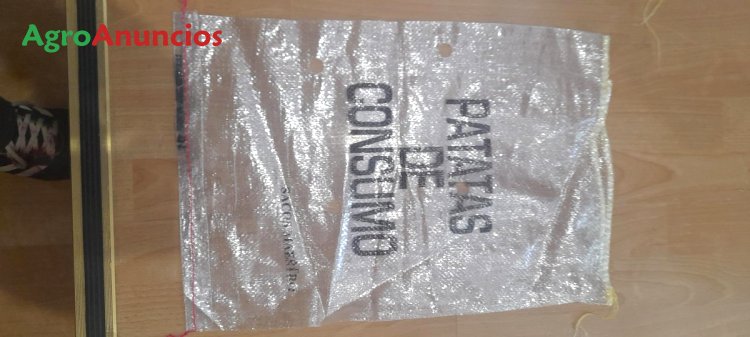 AgroAnuncios
PATATAS
DE
CONSUMO